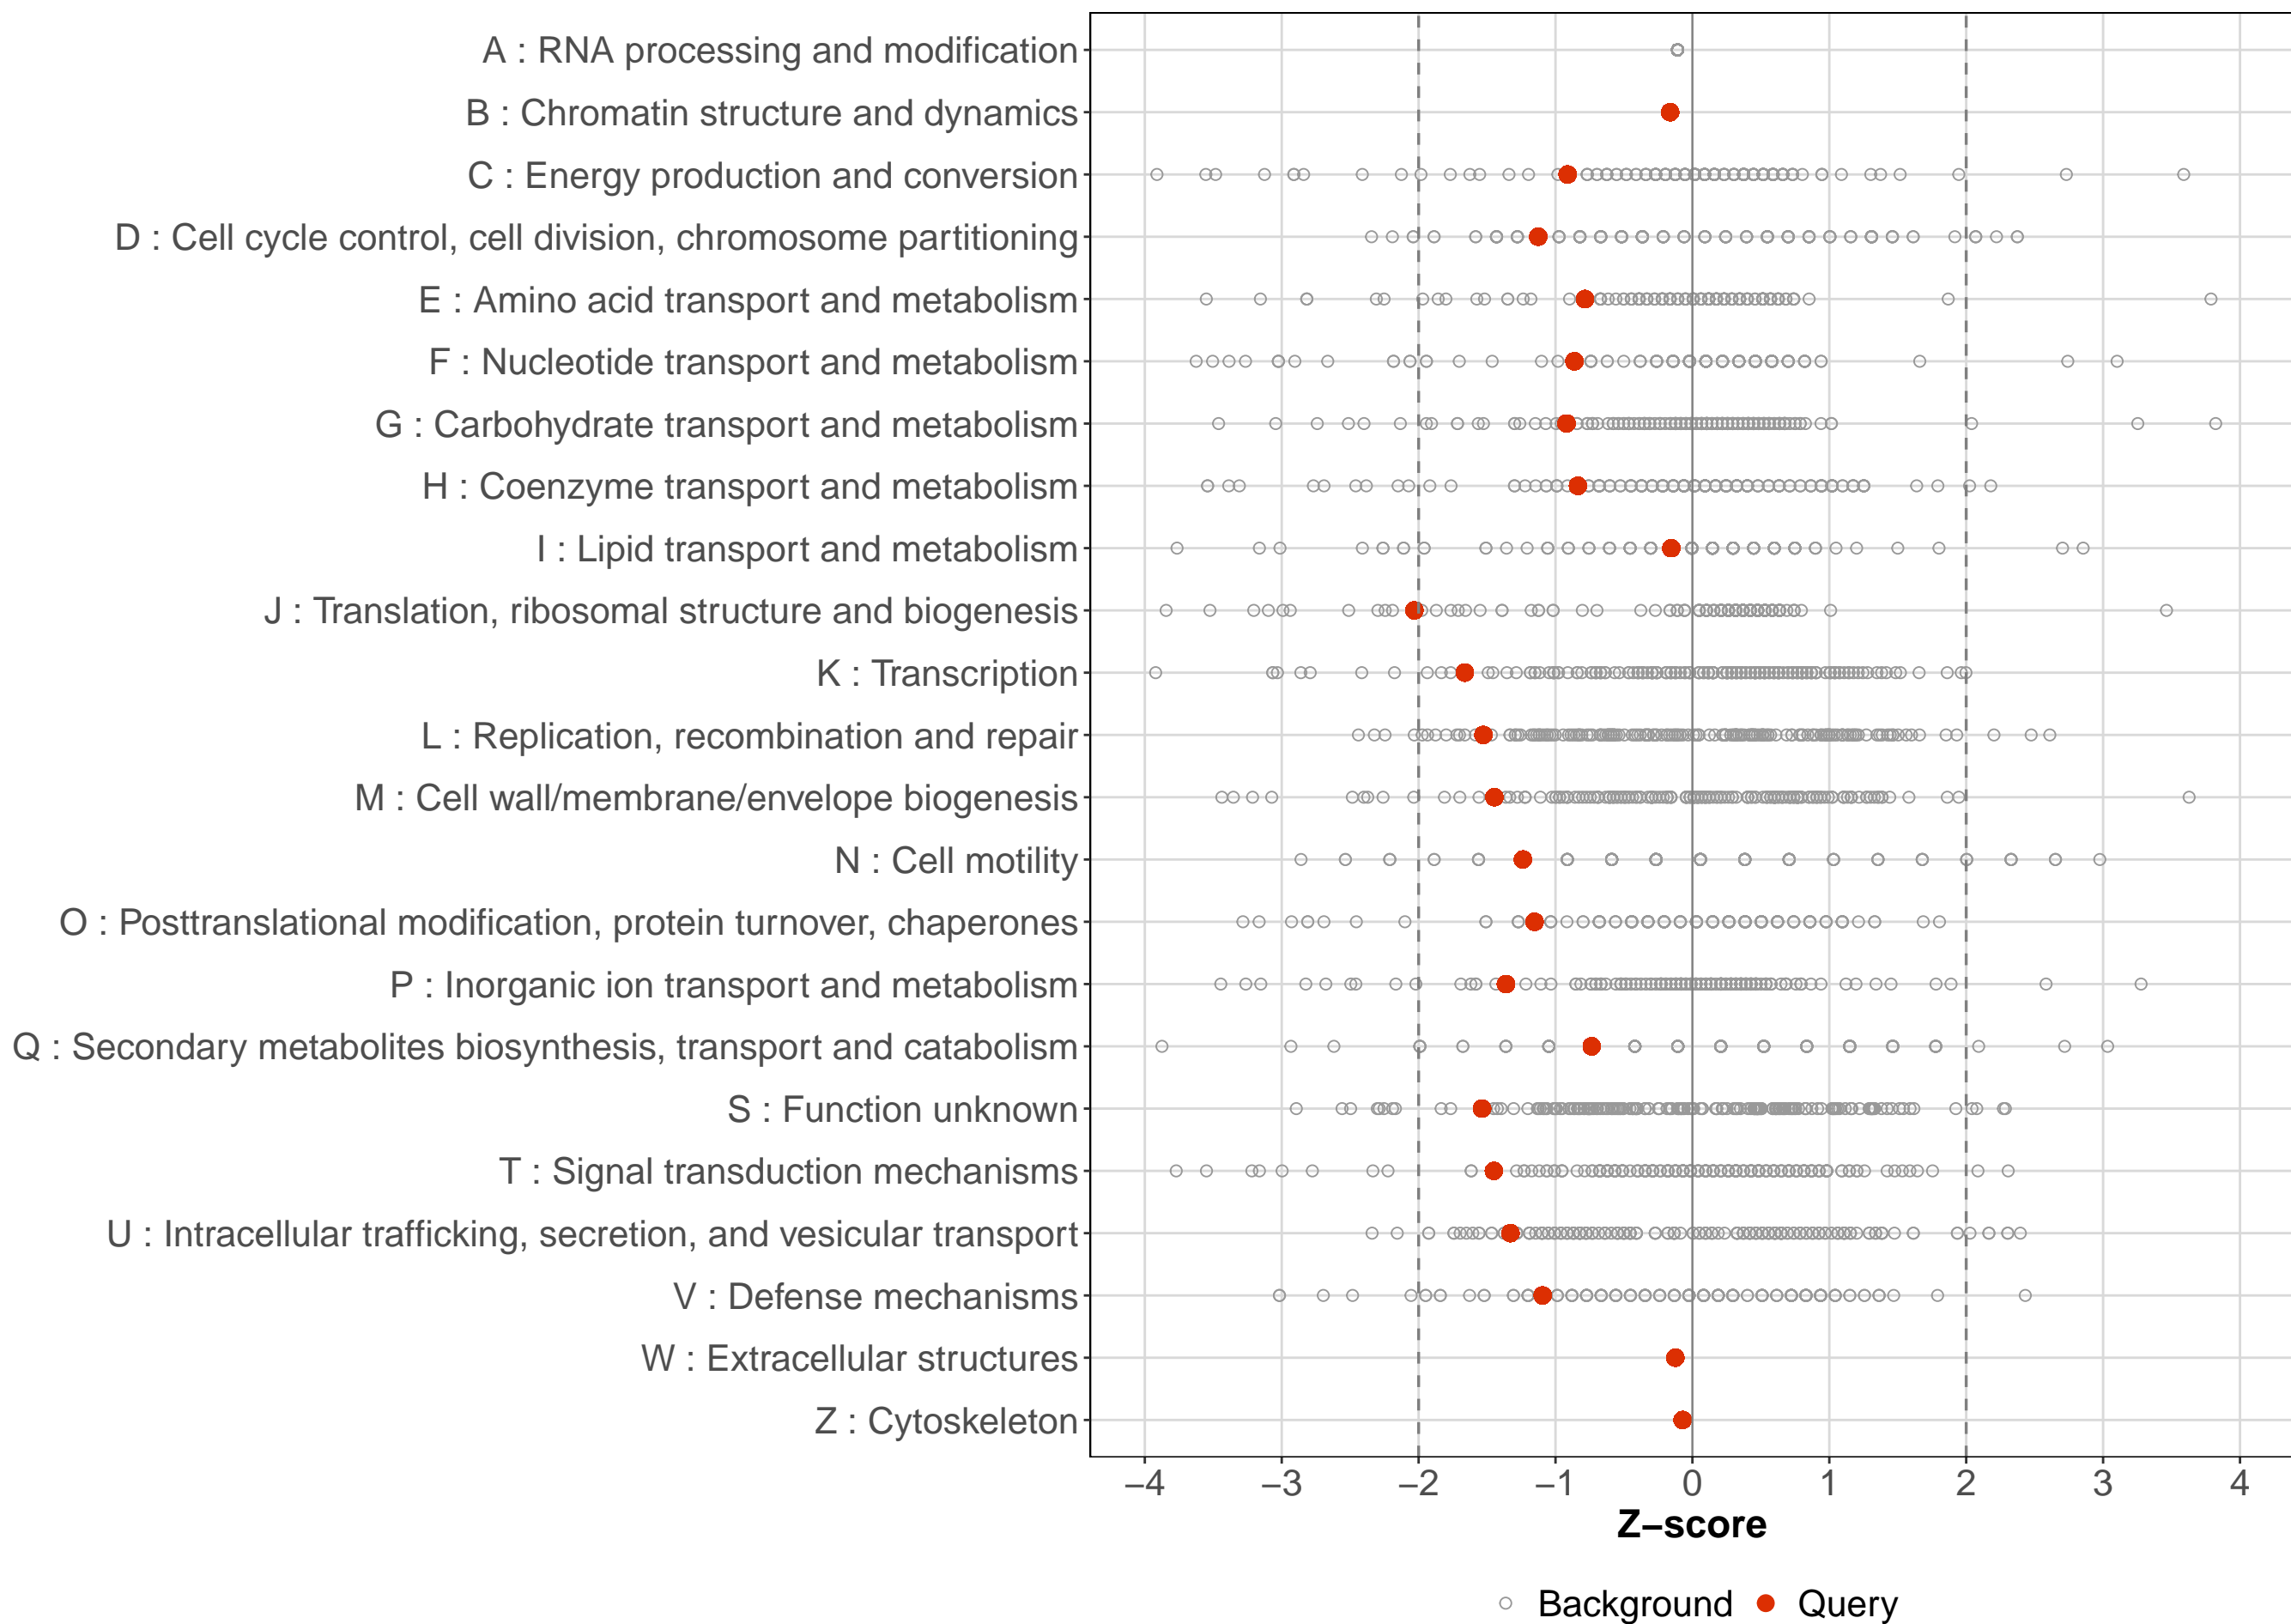 A : RNA processing and modification
B : Chromatin structure and dynamics
C : Energy production and conversion
D : Cell cycle control, cell division, chromosome partitioning
E : Amino acid transport and metabolism
F : Nucleotide transport and metabolism
G : Carbohydrate transport and metabolism
H : Coenzyme transport and metabolism
I : Lipid transport and metabolism
J : Translation, ribosomal structure and biogenesis
K : Transcription
L : Replication, recombination and repair
M : Cell wall/membrane/envelope biogenesis
N : Cell motility
O : Posttranslational modification, protein turnover, chaperones
P : Inorganic ion transport and metabolism
Q : Secondary metabolites biosynthesis, transport and catabolism
S : Function unknown
T : Signal transduction mechanisms
U : Intracellular trafficking, secretion, and vesicular transport
V : Defense mechanisms
W : Extracellular structures
Z : Cytoskeleton
−4 −3 −2 −1 0 1 2 3 4
Z−score
Background Query